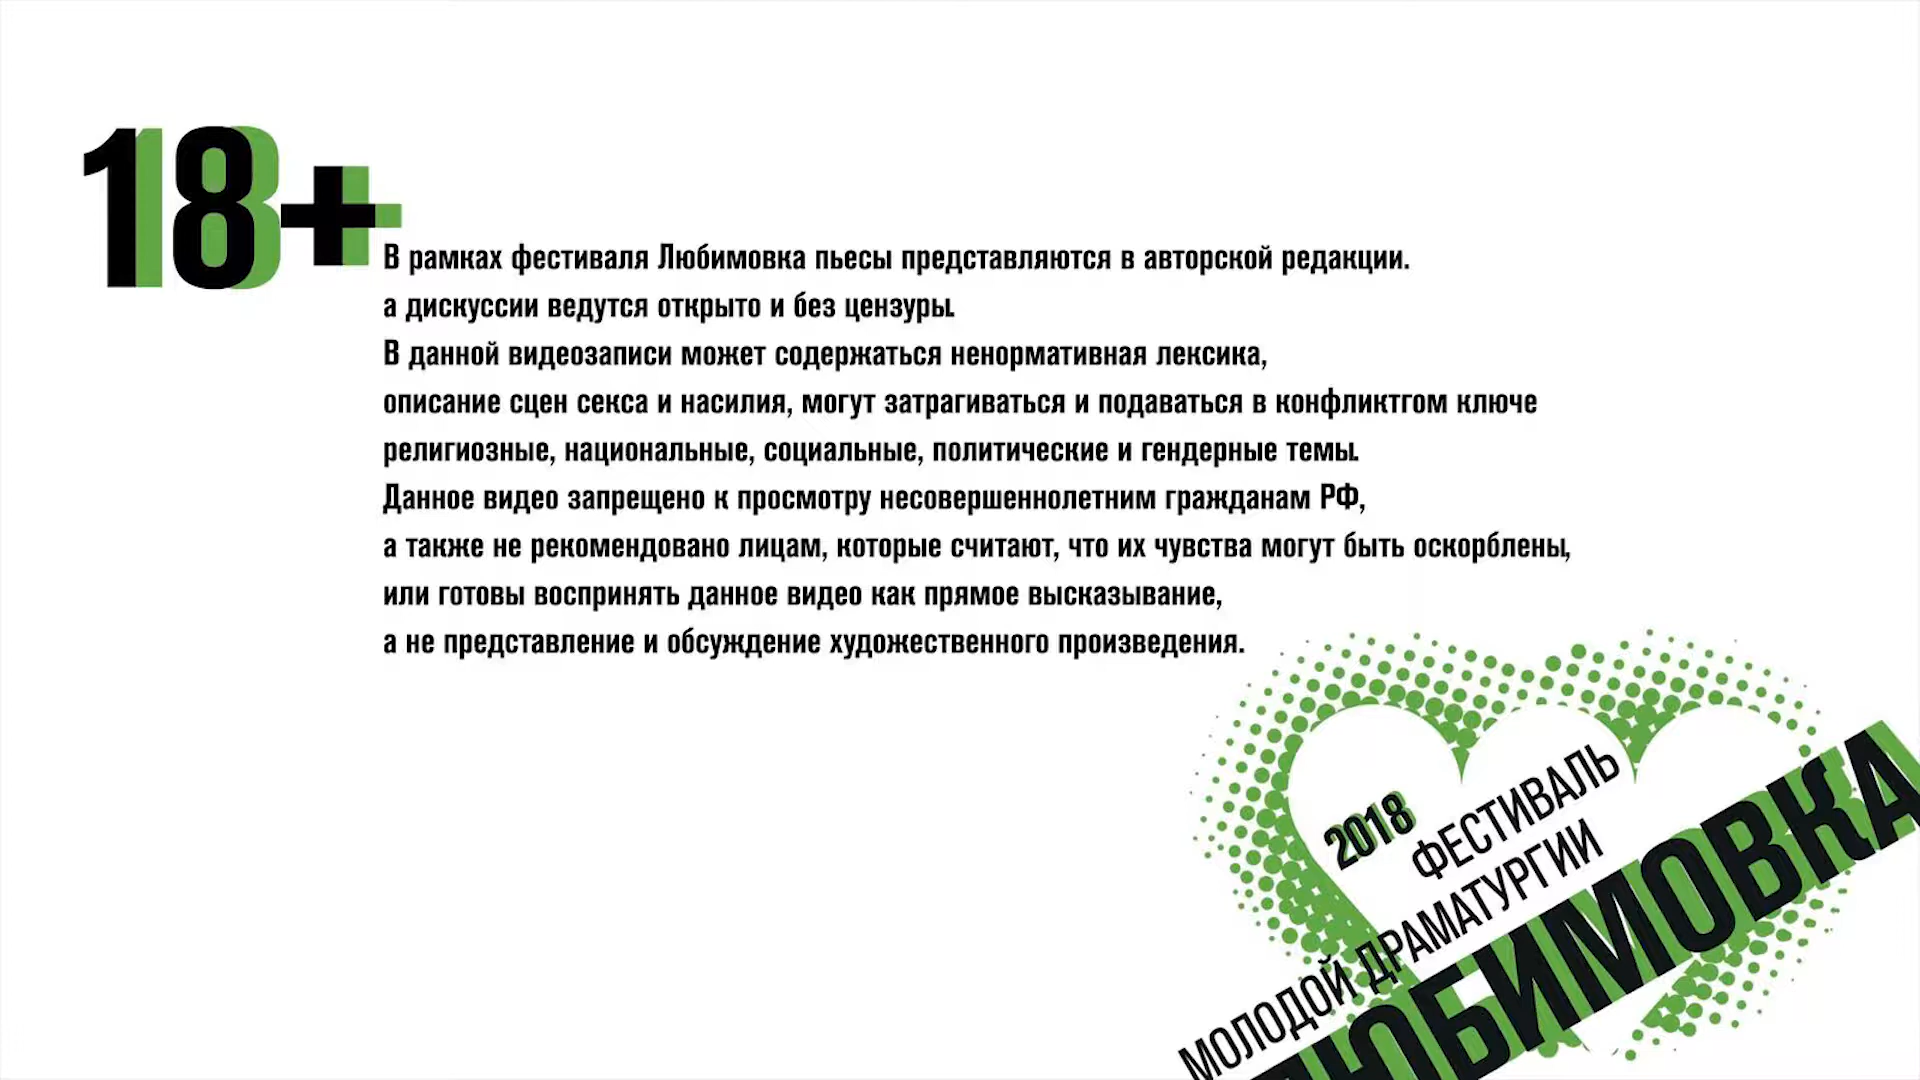 18+
В рамках фестиваля Любимовка пьесы представляются в авторской редакции.
а дискуссии ведутся открыто и без цензуры.
В данной видеозаписи может содержаться ненормативная лексика,
описание сцен секса и насилия, могут затрагиваться и подаваться в конфликтгом ключе
религиозные, национальные, социальные, политические и гендерные темы.
Данное видео запрещено к просмотру несовершеннолетним гражданам РФ,
а также не рекомендовано лицам, которые считают, что их чувства могут быть оскорблены,
или готовы воспринять данное видео как прямое высказывание,
а не представление и обсуждение художественного произведения.
2018
ФЕСТИВАЛЬ
МОЛОДОЙ ДРАМАТУРГИИ
ЛЮБИМОВКА